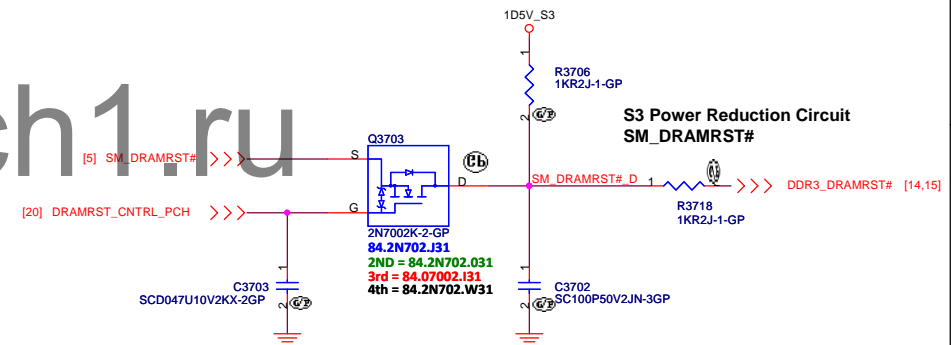 1D5V_S3
1
R3706
1KR2J-1-GP
2
G/P
S3 Power Reduction Circuit
SM_DRAMRST#
ch1.ru
Q3703
[5] SM_DRAMRST#
S
D
SM_DRAMRST#_D
1
2
DDR3_DRAMRST# [14,15]
R3718
1KR2J-1-GP
[20] DRAMRST_CNTRL_PCH
G
2N7002K-2-GP
84.2N702.J31
2ND = 84.2N702.031
3rd = 84.07002.I31
4th = 84.2N702.W31
1
C3703
SCD047U10V2KX-2GP
2
G/P
1
C3702
SC100P50V2JN-3GP
2
G/P